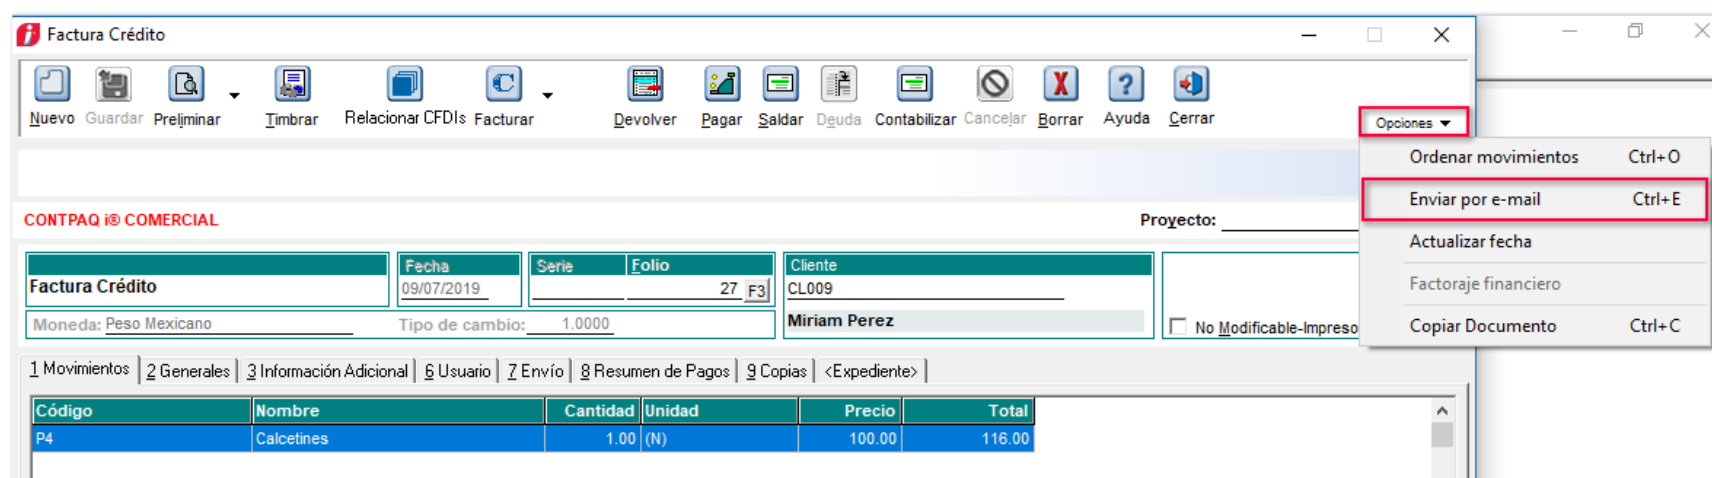 Factura Crédito
Nuevo Guardar Preliminar Timbrar Relacionar CFDIs Facturar Devolver Pagar Saldar Deuda Contabilizar Cancelar Borrar Ayuda Cerrar
Opciones
Ordenar movimientos Ctrl+O
Enviar por e-mail Ctrl+E
Actualizar fecha
Factoraje financiero
Copiar Documento Ctrl+C
CONTPAQ i® COMERCIAL Proyecto:
Fecha Serie Folio Cliente
Factura Crédito 09/07/2019 27 F3 CL009
Moneda: Peso Mexicano Tipo de cambio: 1.0000 Miriam Perez No Modificable-Impreso
1 Movimientos 2 Generales 3 Información Adicional 6 Usuario 7 Envío 8 Resumen de Pagos 9 Copias <Expediente>
Código Nombre Cantidad Unidad Precio Total
P4 Calcetines 1.00 (N) 100.00 116.00